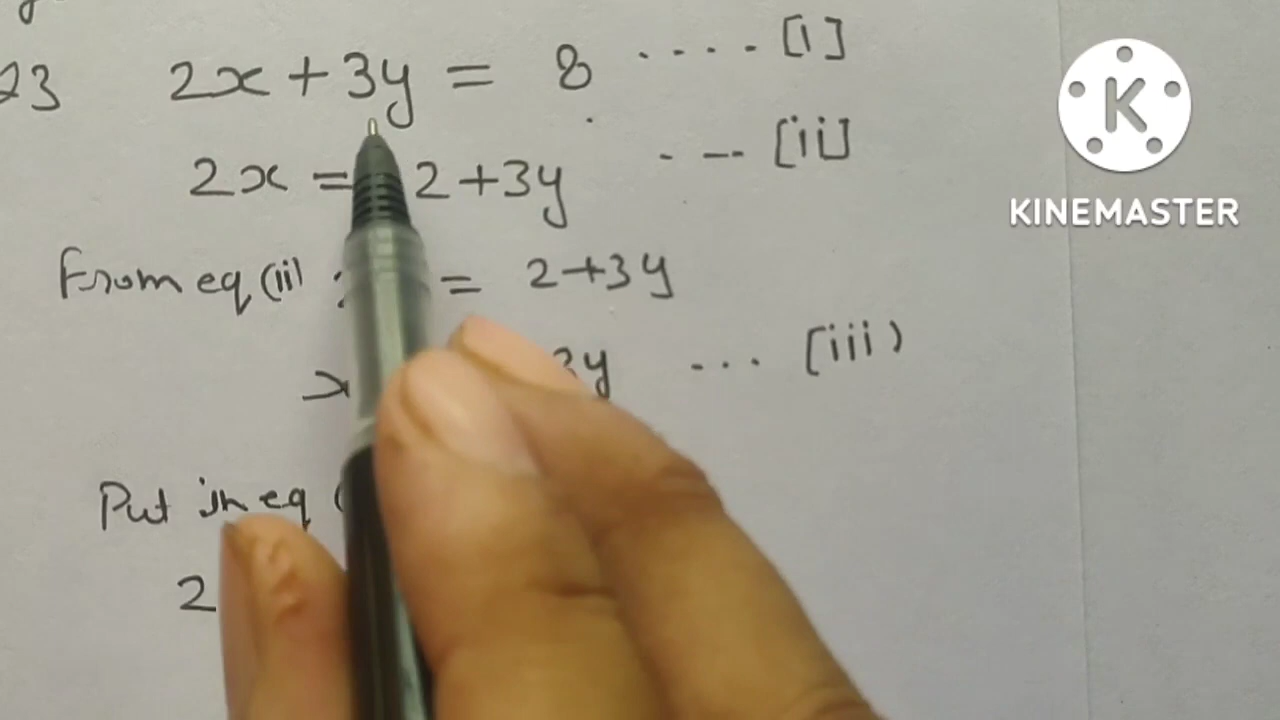 23 2x + 3y = 8 .... [i]
2x = 2 + 3y . -- [ii]
From eq (ii) : = 2 + 3y
x 3y ... [iii)
Put in eq (
2
K
KINEMASTER